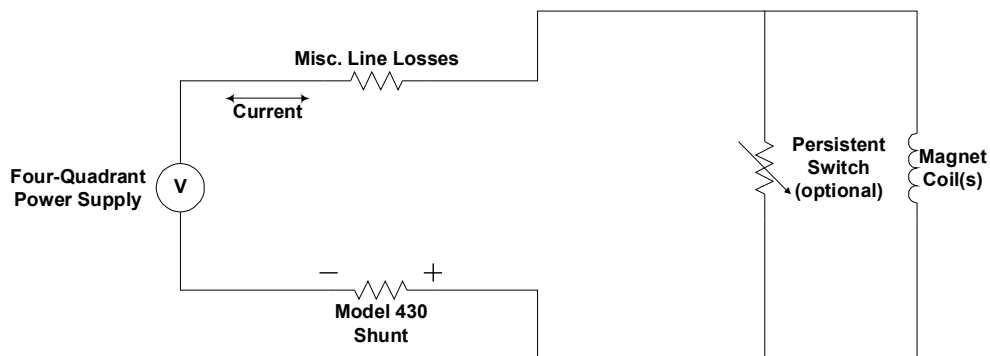 Misc. Line Losses
Current
Four-Quadrant
Power Supply
V
Persistent
Switch
(optional)
Magnet
Coil(s)
− +
Model 430
Shunt